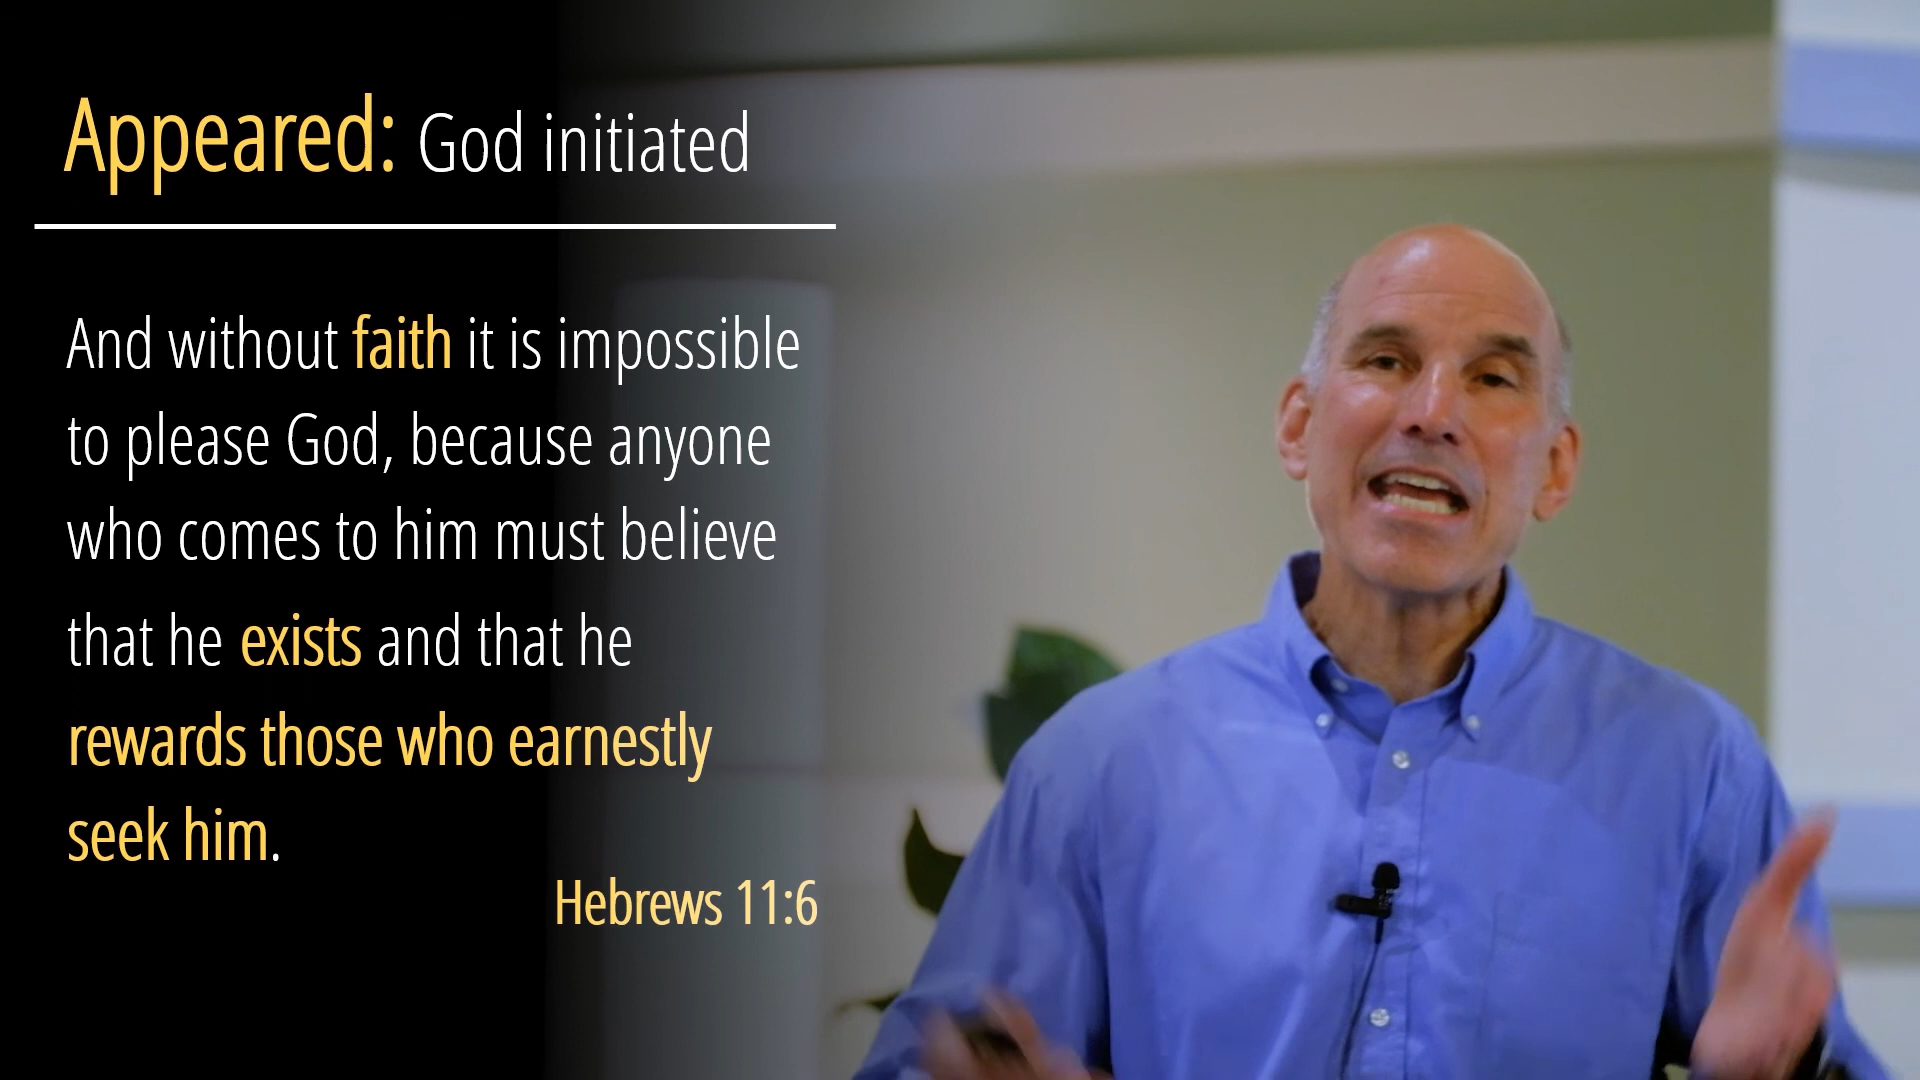 Appeared: God initiated
And without faith it is impossible
to please God, because anyone
who comes to him must believe
that he exists and that he
rewards those who earnestly
seek him.
Hebrews 11:6